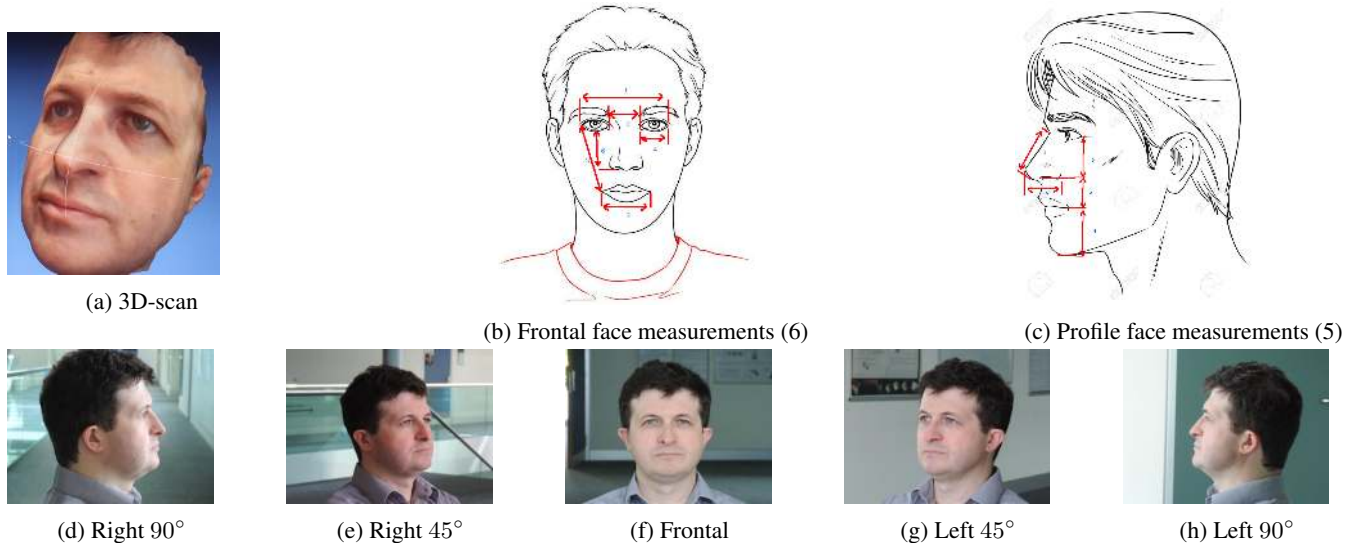 (a) 3D-scan
(b) Frontal face measurements (6)
(c) Profile face measurements (5)
(d) Right 90°
(e) Right 45°
(f) Frontal
(g) Left 45°
(h) Left 90°